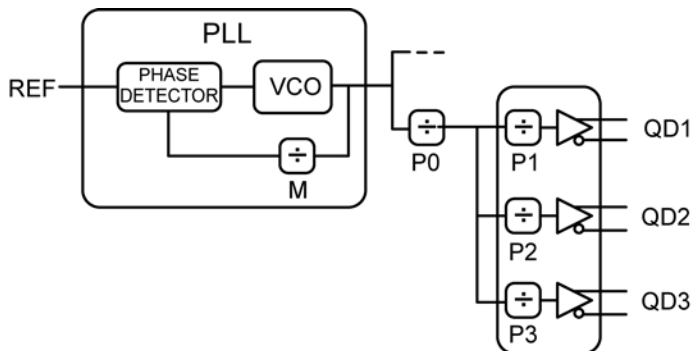 PLL
REF
PHASE
DETECTOR
VCO
÷
M
÷
P0
÷
P1
QD1
÷
P2
QD2
÷
P3
QD3